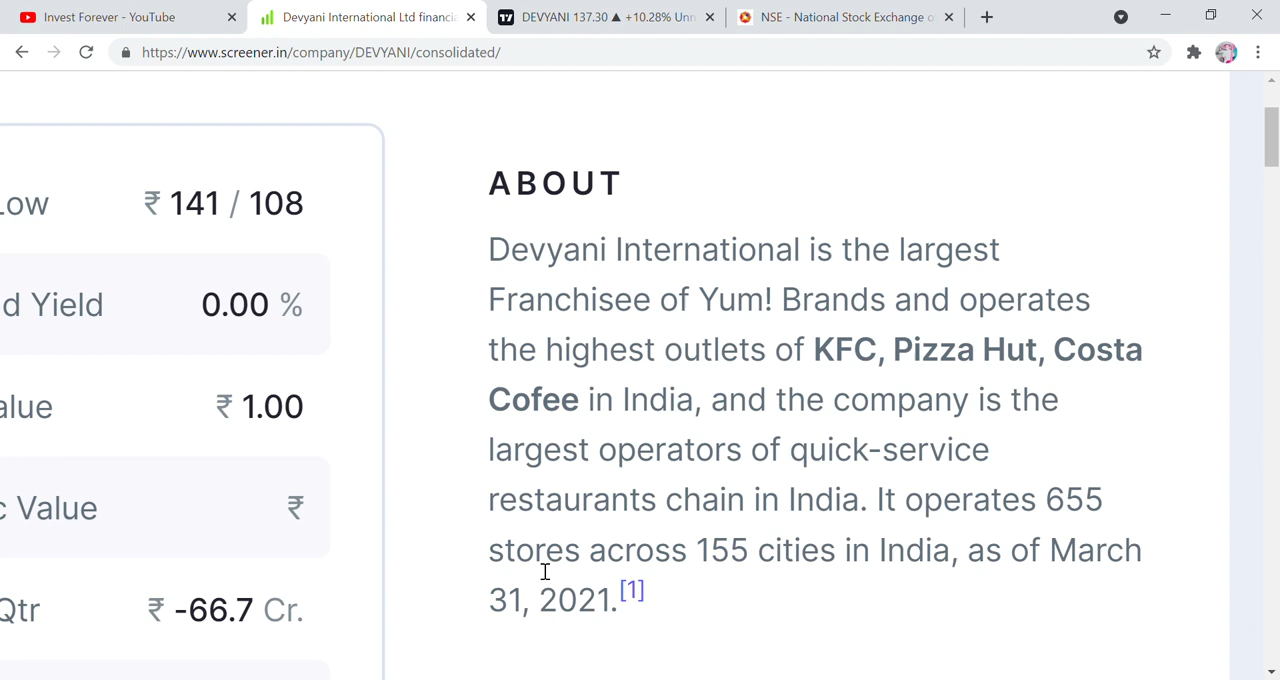 Invest Forever - YouTube
Devyani International Ltd financia
DEVYANI 137.30 ▲ +10.28% Unn
NSE - National Stock Exchange o
https://www.screener.in/company/DEVYANI/consolidated/
Low ₹ 141 / 108
d Yield 0.00 %
alue ₹ 1.00
c Value ₹
Qtr ₹ -66.7 Cr.
ABOUT
Devyani International is the largest
Franchisee of Yum! Brands and operates
the highest outlets of KFC, Pizza Hut, Costa
Cofee in India, and the company is the
largest operators of quick-service
restaurants chain in India. It operates 655
stores across 155 cities in India, as of March
31, 2021.[1]